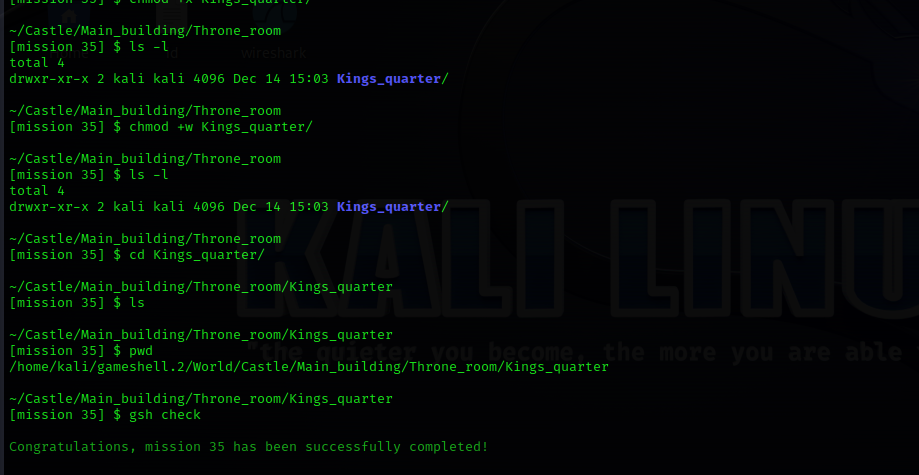 [mission 35] $ chmod +x Kings_quarter/
~/Castle/Main_building/Throne_room
[mission 35] $ ls -l
wireshark
total 4
drwxr-xr-x 2 kali kali 4096 Dec 14 15:03 Kings_quarter/
~/Castle/Main_building/Throne_room
[mission 35] $ chmod +w Kings_quarter/
~/Castle/Main_building/Throne_room
[mission 35] $ ls -l
total 4
drwxr-xr-x 2 kali kali 4096 Dec 14 15:03 Kings_quarter/
~/Castle/Main_building/Throne_room
[mission 35] $ cd Kings_quarter/
KALI LINU
~/Castle/Main_building/Throne_room/Kings_quarter
[mission 35] $ ls
~/Castle/Main_building/Throne_room/Kings_quarter
[mission 35] $ pwd
"the quieter you become, the more you are able
/home/kali/gameshell.2/World/Castle/Main_building/Throne_room/Kings_quarter
~/Castle/Main_building/Throne_room/Kings_quarter
[mission 35] $ gsh check
Congratulations, mission 35 has been successfully completed!